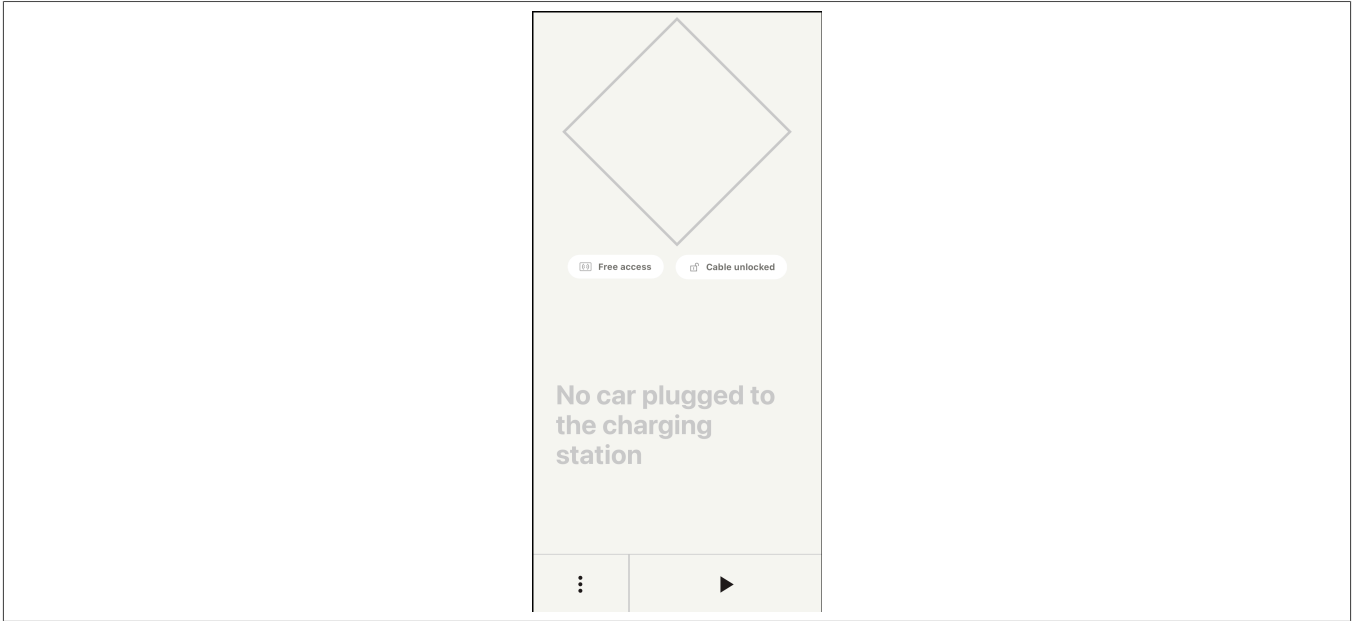 Free access
Cable unlocked
No car plugged to
the charging
station